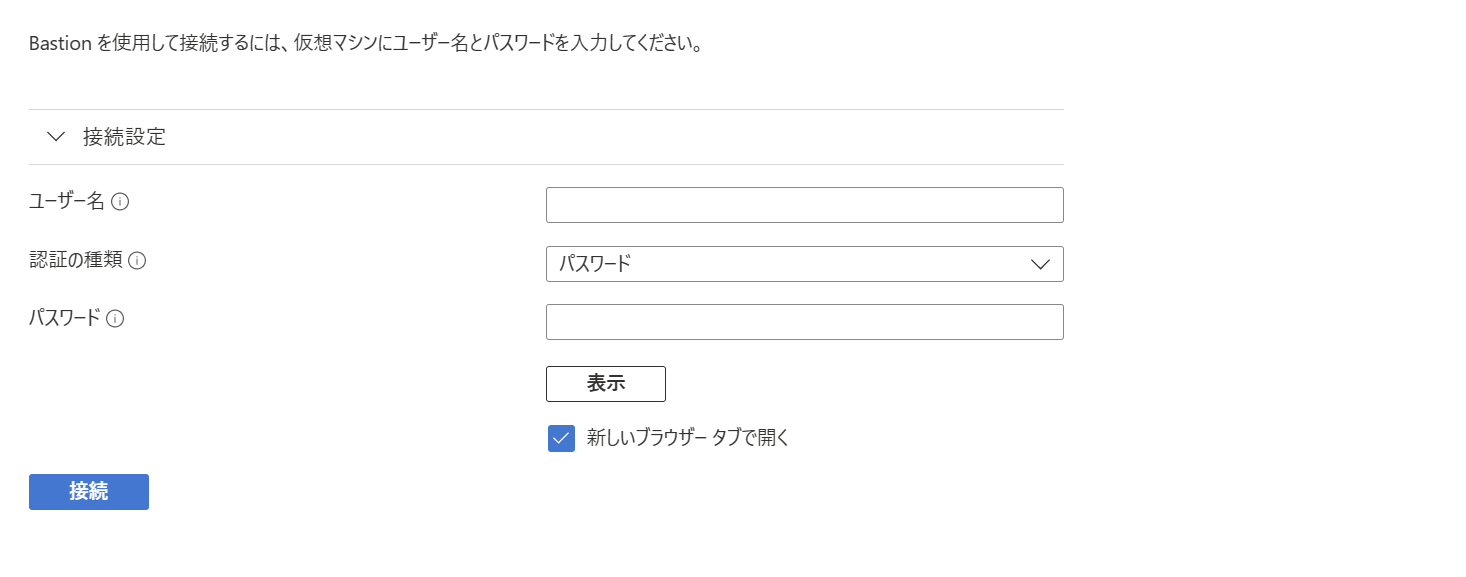 Bastion を使用して接続するには、仮想マシンにユーザー名とパスワードを入力してください。
接続設定
ユーザー名
認証の種類
パスワード
パスワード
表示
新しいブラウザー タブで開く
接続